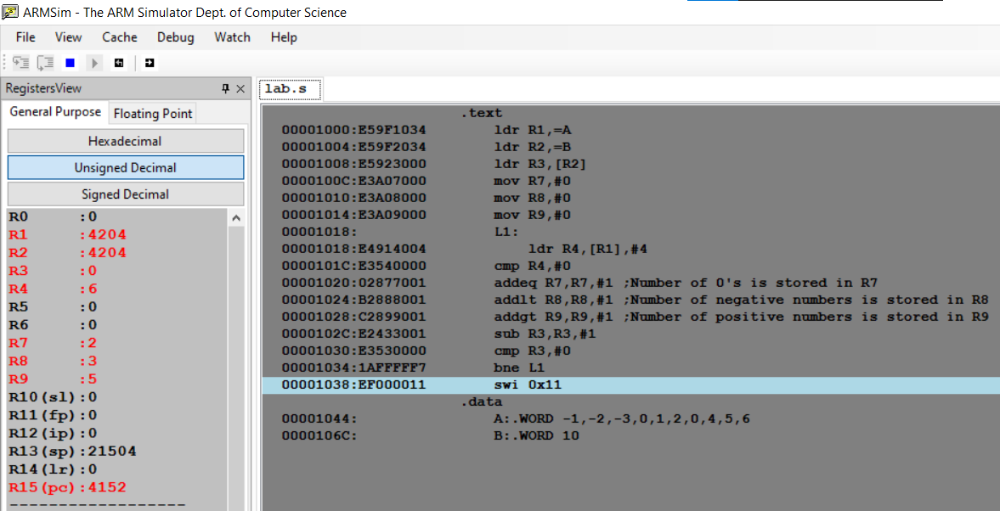 ARMSim - The ARM Simulator Dept. of Computer Science
File View Cache Debug Watch Help
RegistersView
General Purpose Floating Point
Hexadecimal
Unsigned Decimal
Signed Decimal
R0 :0
R1 :4204
R2 :4204
R3 :0
R4 :6
R5 :0
R6 :0
R7 :2
R8 :3
R9 :5
R10(sl):0
R11(fp):0
R12(ip):0
R13(sp):21504
R14(lr):0
R15(pc):4152
------------------
lab.s
.text
00001000:E59F1034 ldr R1,=A
00001004:E59F2034 ldr R2,=B
00001008:E5923000 ldr R3,[R2]
0000100C:E3A07000 mov R7,#0
00001010:E3A08000 mov R8,#0
00001014:E3A09000 mov R9,#0
00001018: L1:
00001018:E4914004 ldr R4,[R1],#4
0000101C:E3540000 cmp R4,#0
00001020:02877001 addeq R7,R7,#1 ;Number of 0's is stored in R7
00001024:B2888001 addlt R8,R8,#1 ;Number of negative numbers is stored in R8
00001028:C2899001 addgt R9,R9,#1 ;Number of positive numbers is stored in R9
0000102C:E2433001 sub R3,R3,#1
00001030:E3530000 cmp R3,#0
00001034:1AFFFFF7 bne L1
00001038:EF000011 swi 0x11
.data
00001044: A:.WORD -1,-2,-3,0,1,2,0,4,5,6
0000106C: B:.WORD 10